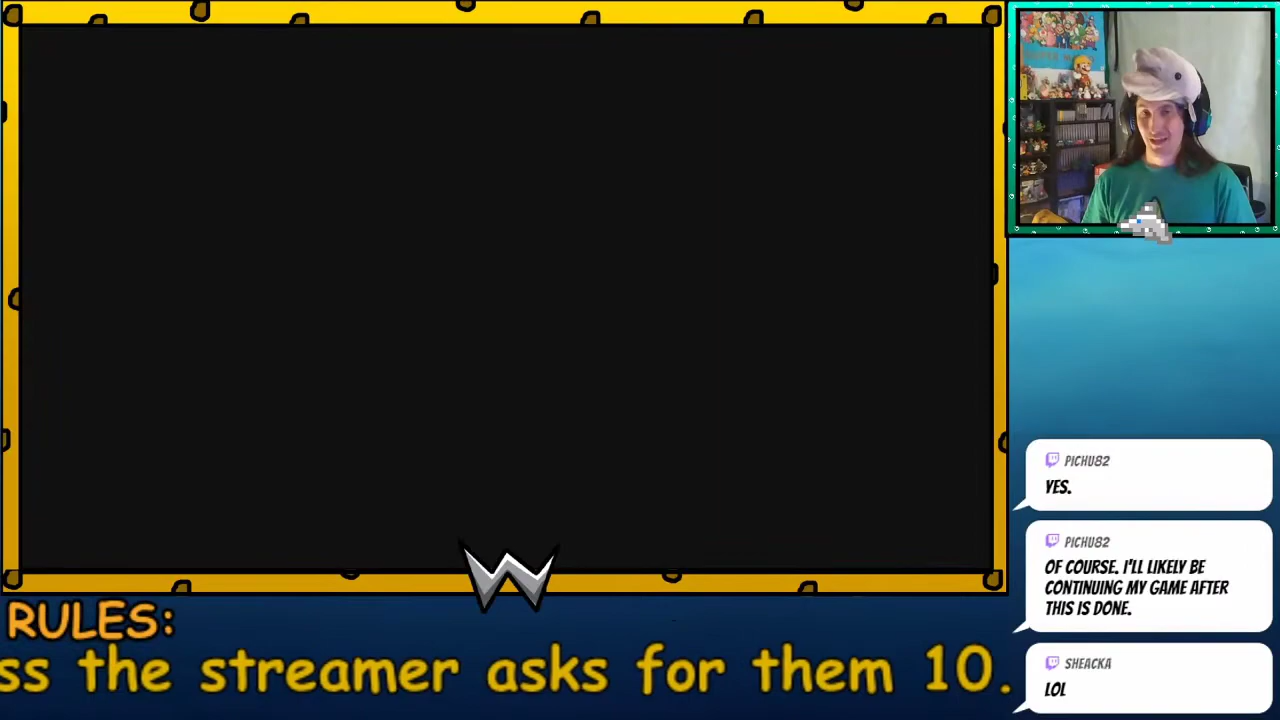 PICHU82
YES.
PICHU82
OF COURSE. I'LL LIKELY BE
CONTINUING MY GAME AFTER
THIS IS DONE.
SHEACKA
LOL
W
RULES:
ss the streamer asks for them 10.